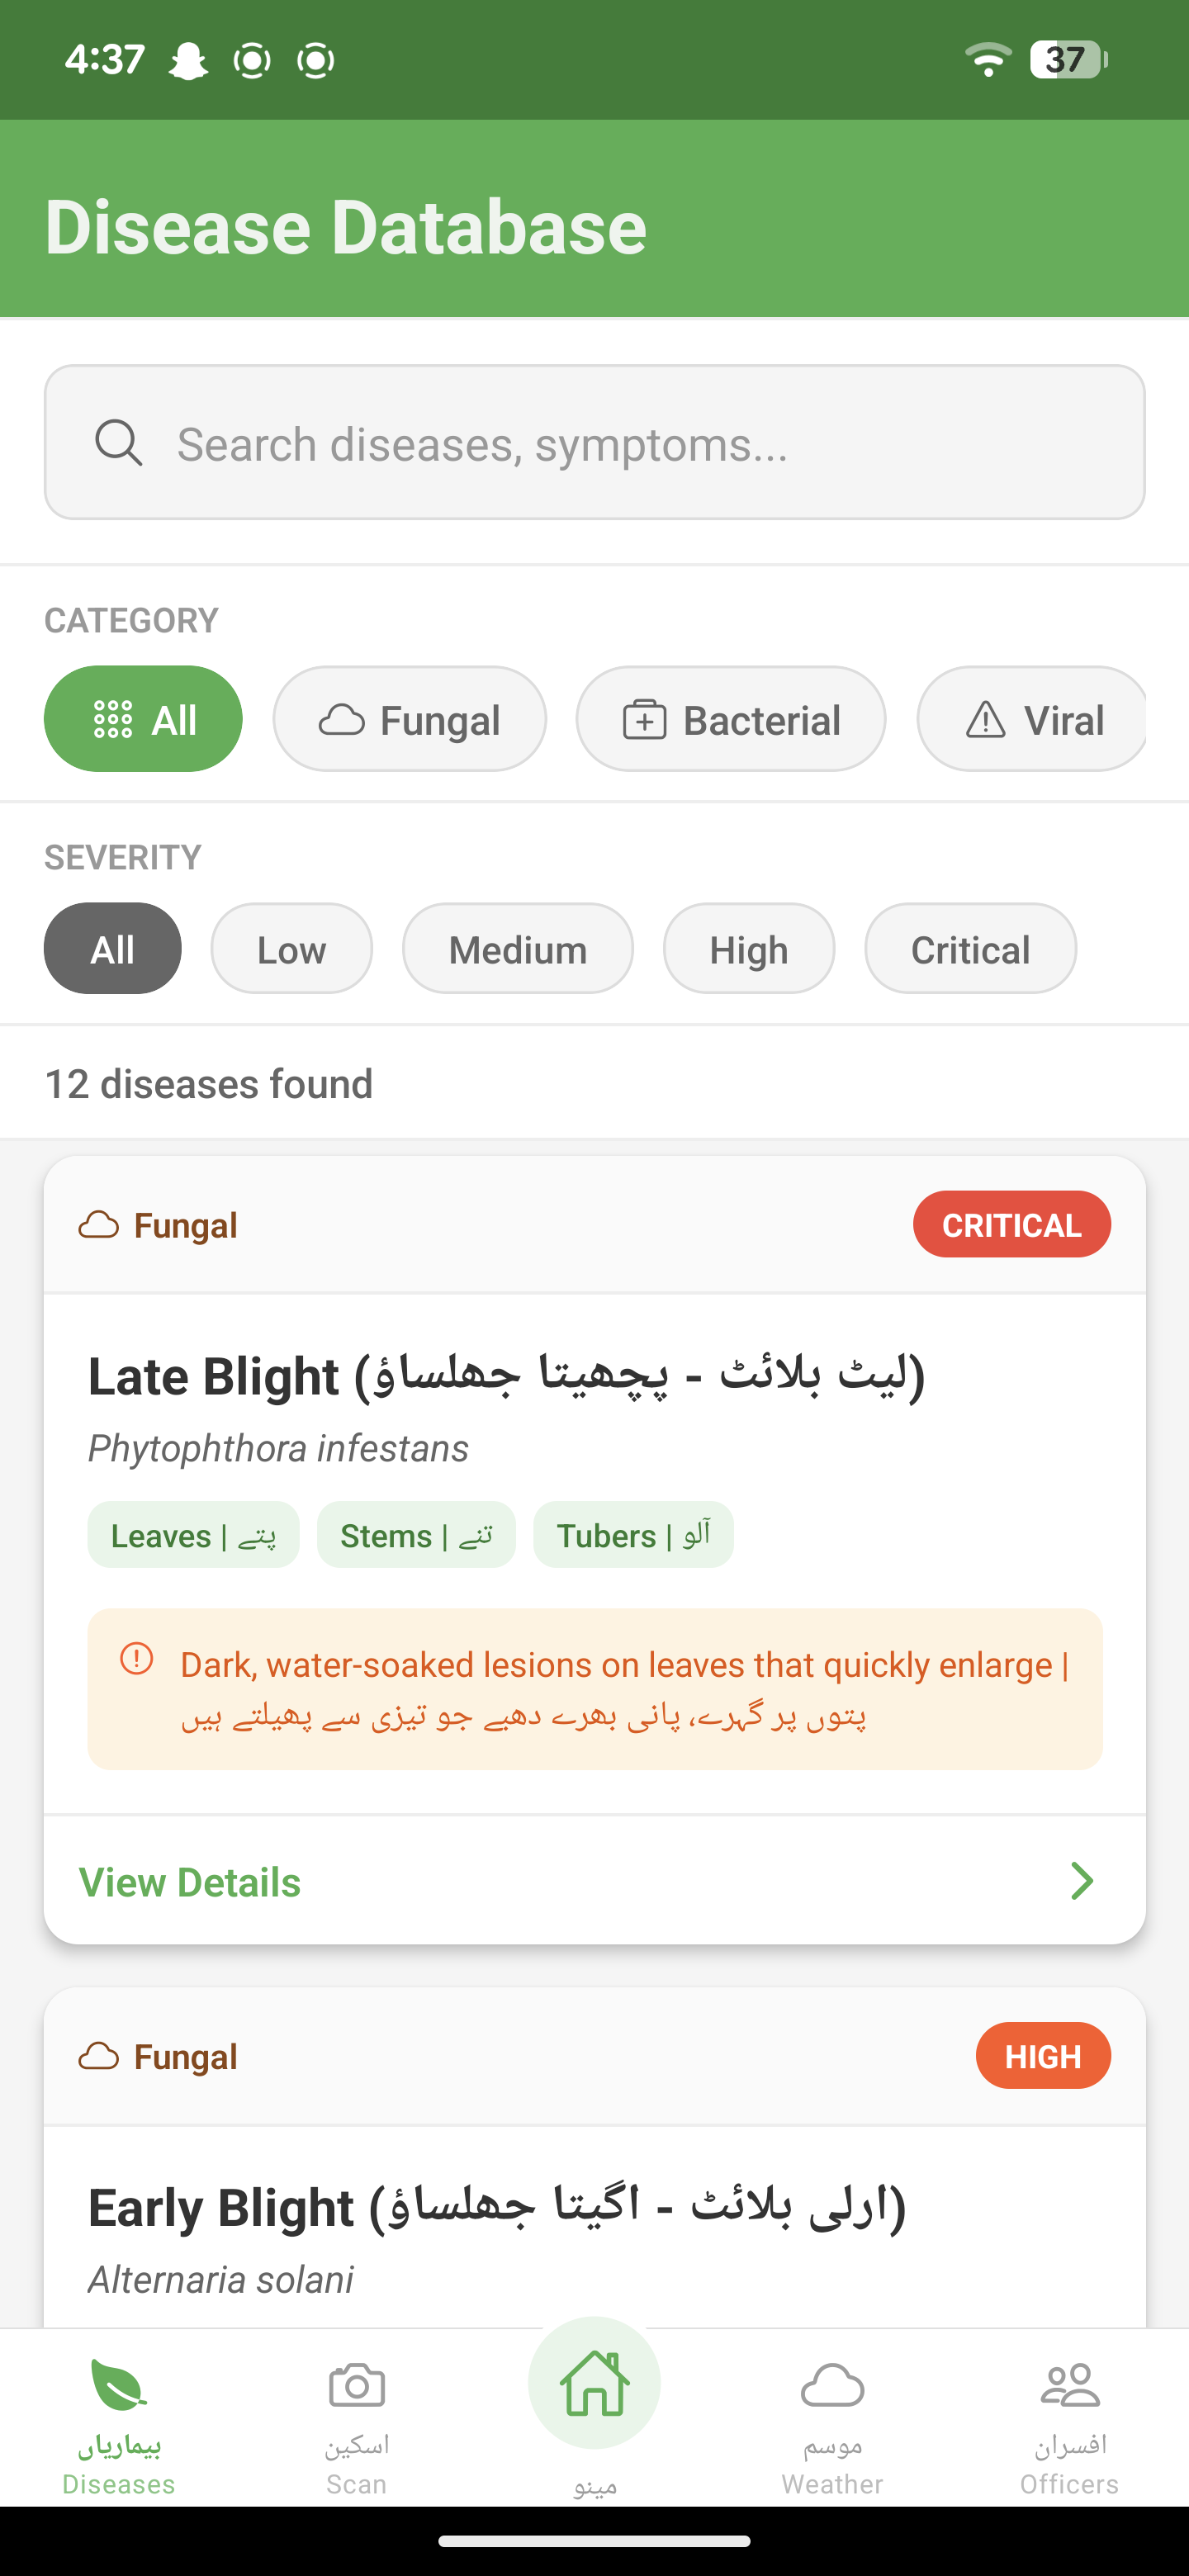 4:37
37
Disease Database
Search diseases, symptoms...
CATEGORY
All
Fungal
Bacterial
Viral
SEVERITY
All
Low
Medium
High
Critical
12 diseases found
Fungal
CRITICAL
Late Blight (لیٹ بلائٹ - پچھیتا جھلساؤ)
Phytophthora infestans
Leaves | پتے
Stems | تنے
Tubers | آلو
Dark, water-soaked lesions on leaves that quickly enlarge |
پتوں پر گہرے، پانی بھرے دھبے جو تیزی سے پھیلتے ہیں
View Details
Fungal
HIGH
Early Blight (ارلی بلائٹ - اگیتا جھلساؤ)
Alternaria solani
بیماریاں
Diseases
اسکین
Scan
مینو
موسم
Weather
افسران
Officers